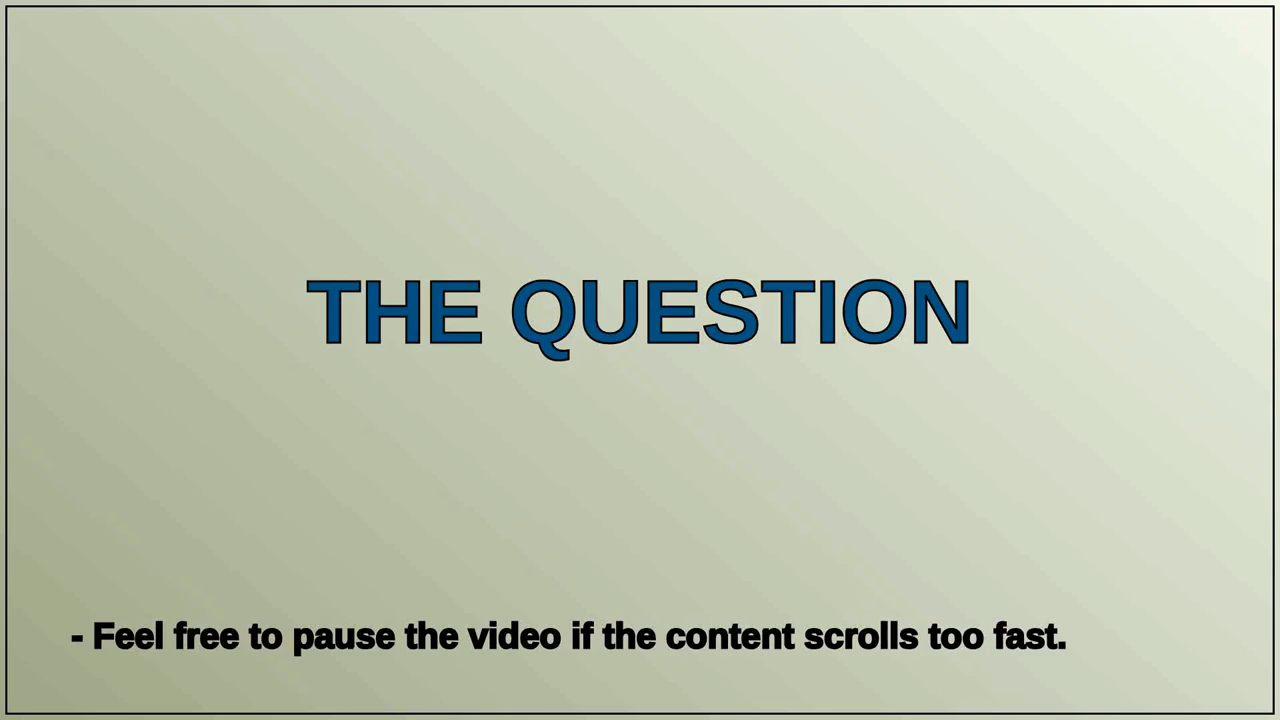 THE QUESTION
- Feel free to pause the video if the content scrolls too fast.